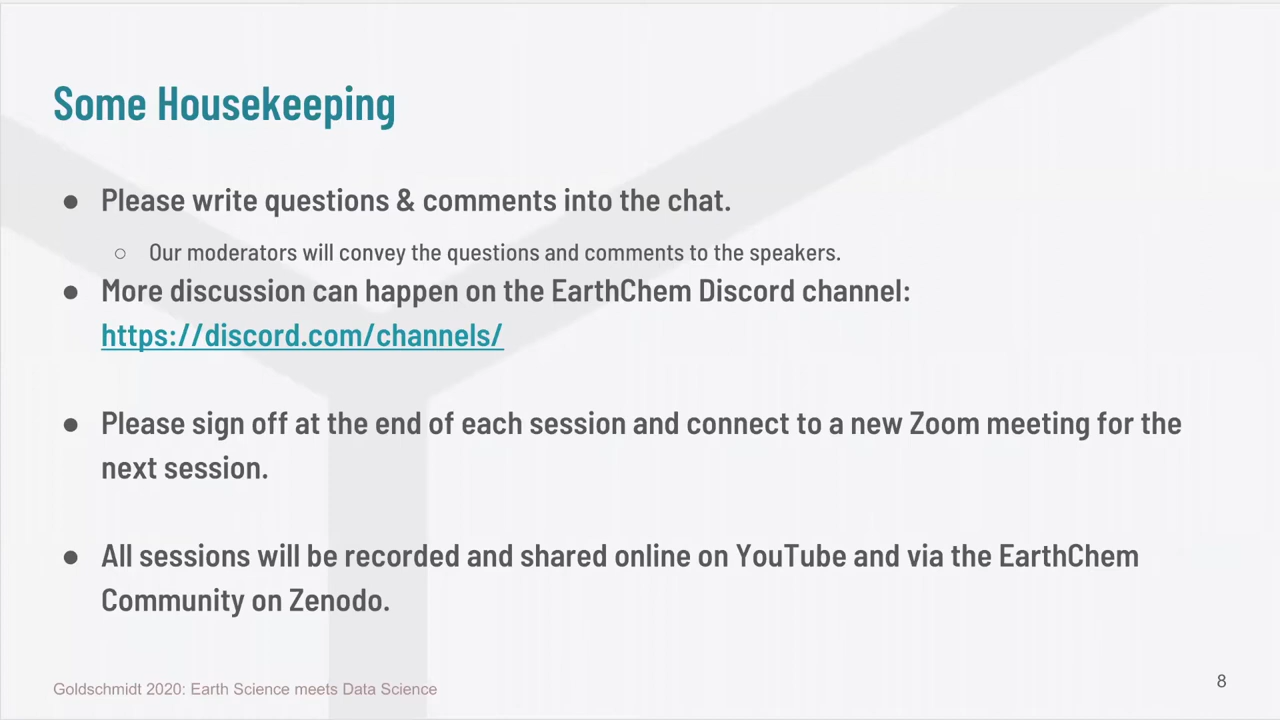 Some Housekeeping
● Please write questions & comments into the chat.
○ Our moderators will convey the questions and comments to the speakers.
● More discussion can happen on the EarthChem Discord channel:
https://discord.com/channels/
● Please sign off at the end of each session and connect to a new Zoom meeting for the
next session.
● All sessions will be recorded and shared online on YouTube and via the EarthChem
Community on Zenodo.
Goldschmidt 2020: Earth Science meets Data Science
8